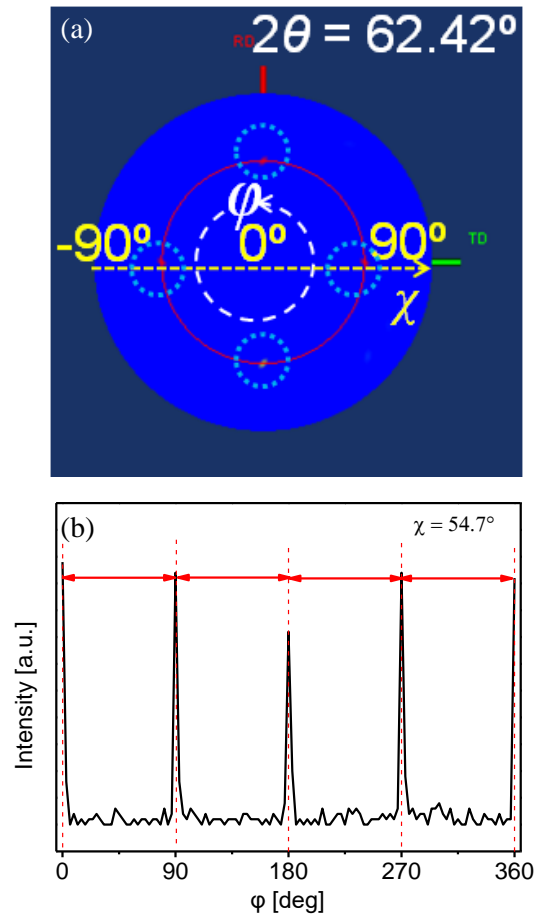 (a)
RD
2θ = 62.42º
φ
-90º
0º
90º
TD
χ
(b)
χ = 54.7°
Intensity [a.u.]
0
90
180
270
360
φ [deg]